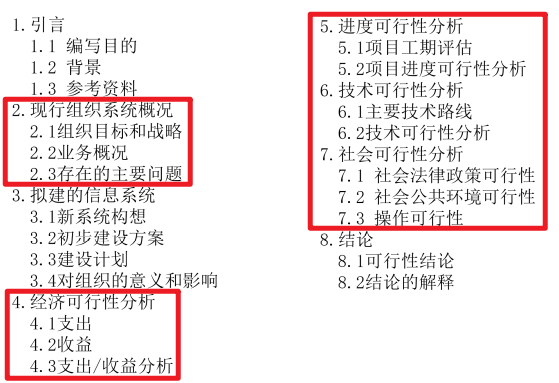 1.引言
1.1 编写目的
1.2 背景
1.3 参考资料
2.现行组织系统概况
2.1组织目标和战略
2.2业务概况
2.3存在的主要问题
3.拟建的信息系统
3.1新系统构想
3.2初步建设方案
3.3建设计划
3.4对组织的意义和影响
4.经济可行性分析
4.1支出
4.2收益
4.3支出/收益分析
5.进度可行性分析
5.1项目工期评估
5.2项目进度可行性分析
6.技术可行性分析
6.1主要技术路线
6.2技术可行性分析
7.社会可行性分析
7.1 社会法律政策可行性
7.2 社会公共环境可行性
7.3 操作可行性
8.结论
8.1可行性结论
8.2结论的解释